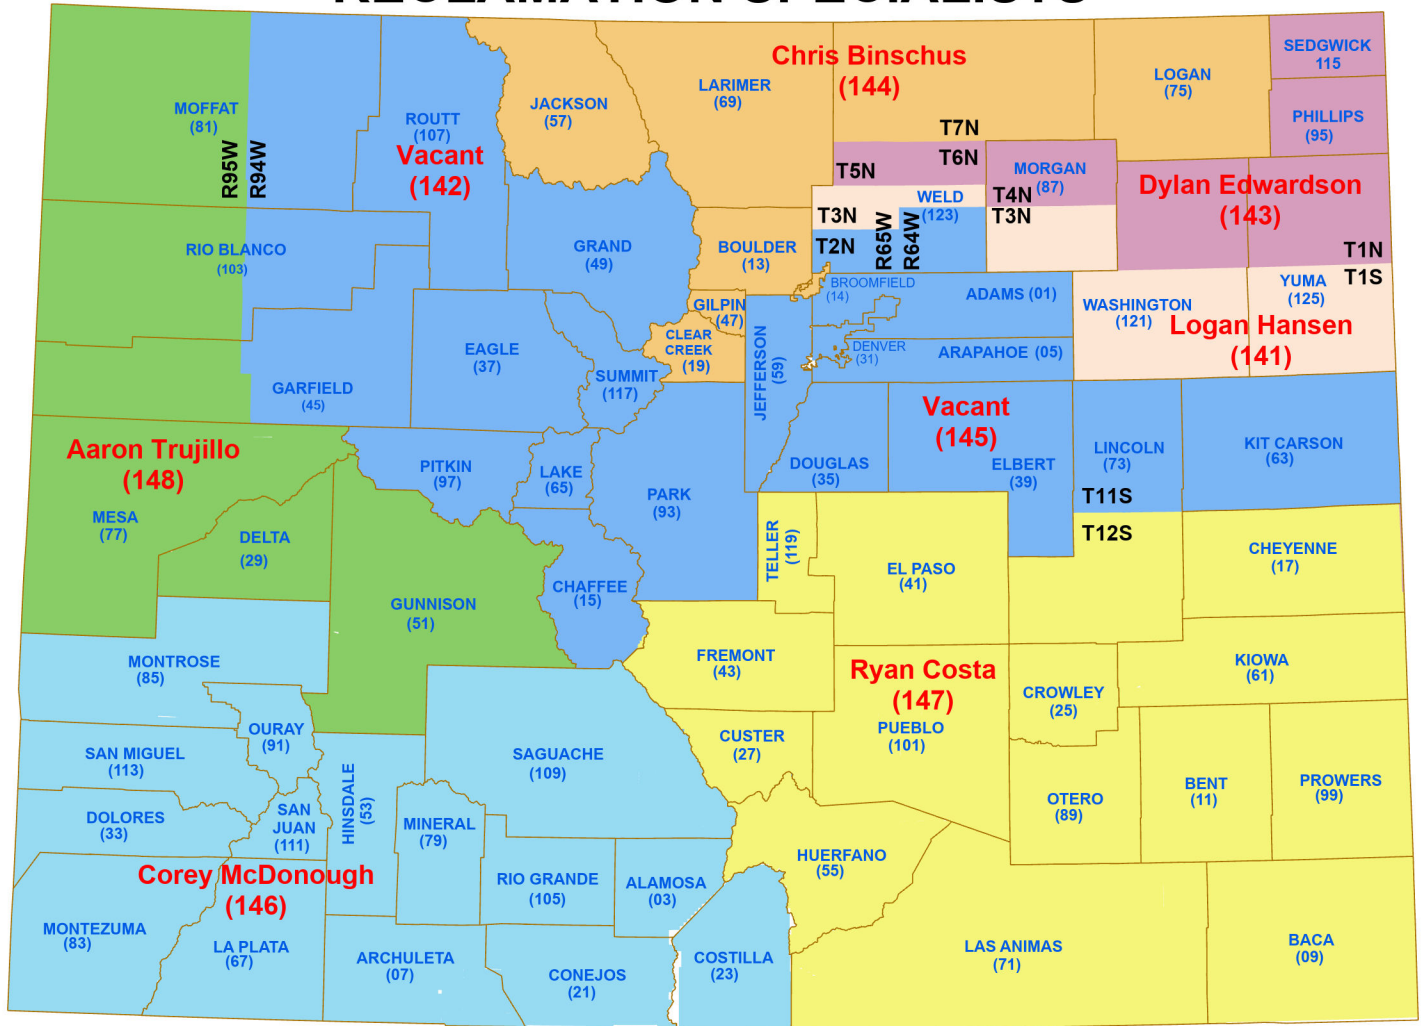 RECLAMATION SPECIALISTS
Chris Binschus
(144)
SEDGWICK
115
LOGAN
(75)
LARIMER
(69)
JACKSON
(57)
MOFFAT
(81)
ROUTT
(107)
PHILLIPS
(95)
T7N
T6N
T5N
R95W
R94W
Vacant
(142)
MORGAN
(87)
T4N
T3N
WELD
(123)
T3N
T2N
R65W
R64W
Dylan Edwardson
(143)
T1N
T1S
RIO BLANCO
(103)
GRAND
(49)
BOULDER
(13)
BROOMFIELD
(14)
ADAMS (01)
YUMA
(125)
WASHINGTON
(121)
Logan Hansen
(141)
GILPIN
(47)
CLEAR
CREEK
(19)
JEFFERSON
(59)
DENVER
(31)
ARAPAHOE (05)
EAGLE
(37)
SUMMIT
(117)
GARFIELD
(45)
Vacant
(145)
Aaron Trujillo
(148)
PITKIN
(97)
LAKE
(65)
PARK
(93)
DOUGLAS
(35)
ELBERT
(39)
LINCOLN
(73)
T11S
T12S
KIT CARSON
(63)
MESA
(77)
DELTA
(29)
TELLER
(119)
EL PASO
(41)
CHEYENNE
(17)
GUNNISON
(51)
CHAFFEE
(15)
MONTROSE
(85)
FREMONT
(43)
Ryan Costa
(147)
PUEBLO
(101)
CROWLEY
(25)
KIOWA
(61)
OURAY
(91)
SAN MIGUEL
(113)
HINSDALE
(53)
SAGUACHE
(109)
CUSTER
(27)
OTERO
(89)
BENT
(11)
PROWERS
(99)
DOLORES
(33)
SAN
JUAN
(111)
MINERAL
(79)
Corey McDonough
(146)
RIO GRANDE
(105)
ALAMOSA
(03)
HUERFANO
(55)
MONTEZUMA
(83)
LA PLATA
(67)
ARCHULETA
(07)
CONEJOS
(21)
COSTILLA
(23)
LAS ANIMAS
(71)
BACA
(09)